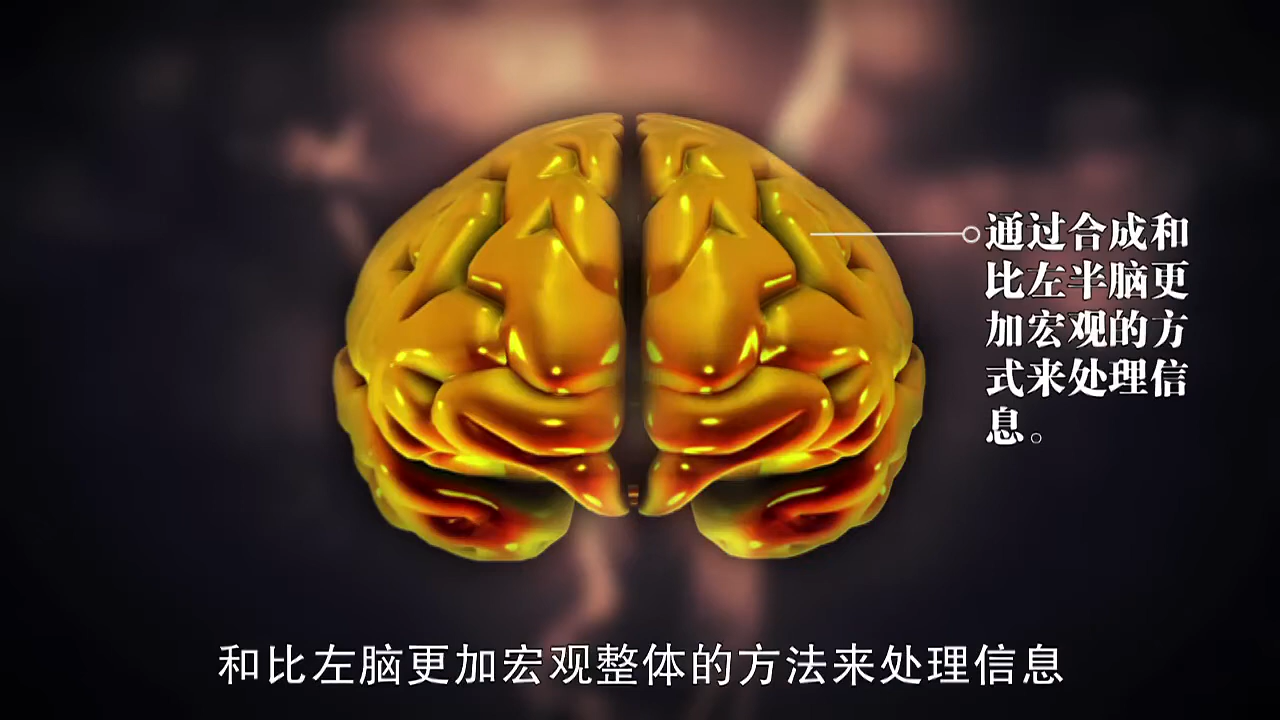 通过合成和
比左半脑更
加宏观的方
式来处理信
息。
和比左脑更加宏观整体的方法来处理信息